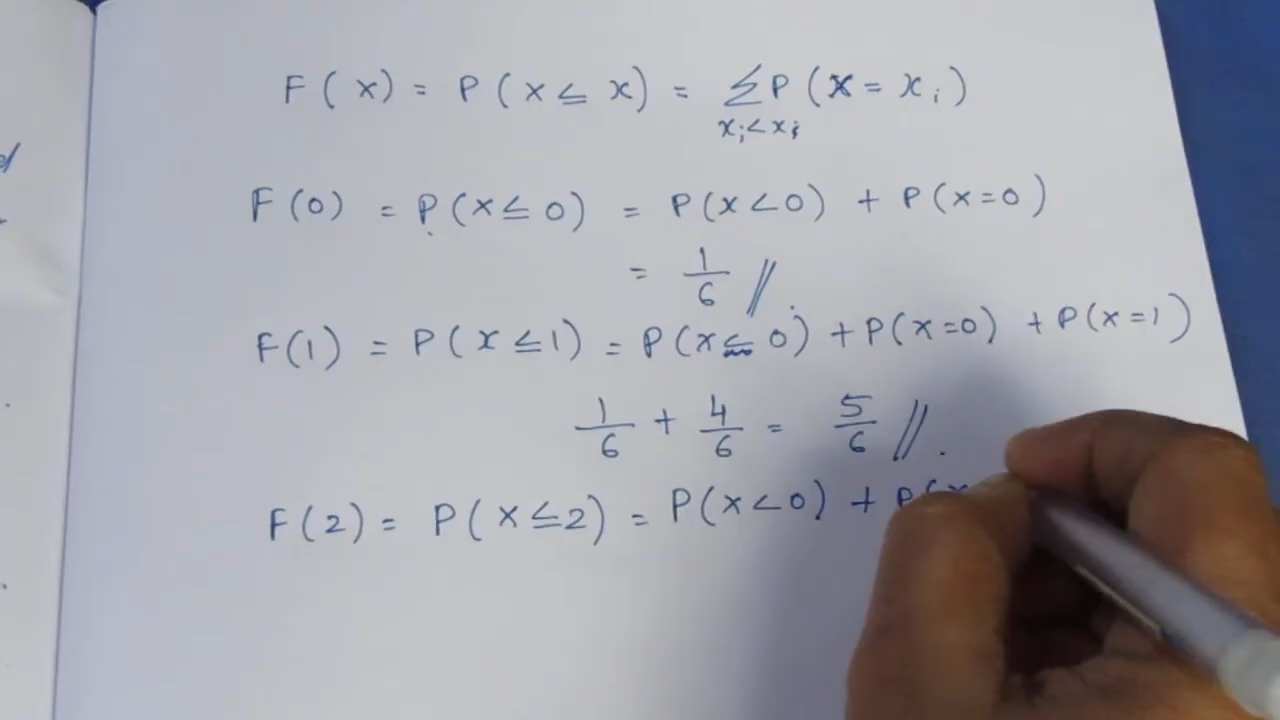 F(x) = P(x ≤ x) = ∑P(X = xi)
xi<xi
F(0) = P(x ≤ 0) = P(x<0) + P(x=0)
= 1/6 //.
F(1) = P(x ≤ 1) = P(x ≤ 0) + P(x=0) + P(x=1)
1/6 + 4/6 = 5/6 //.
F(2) = P(x ≤ 2) = P(x<0) + P(x